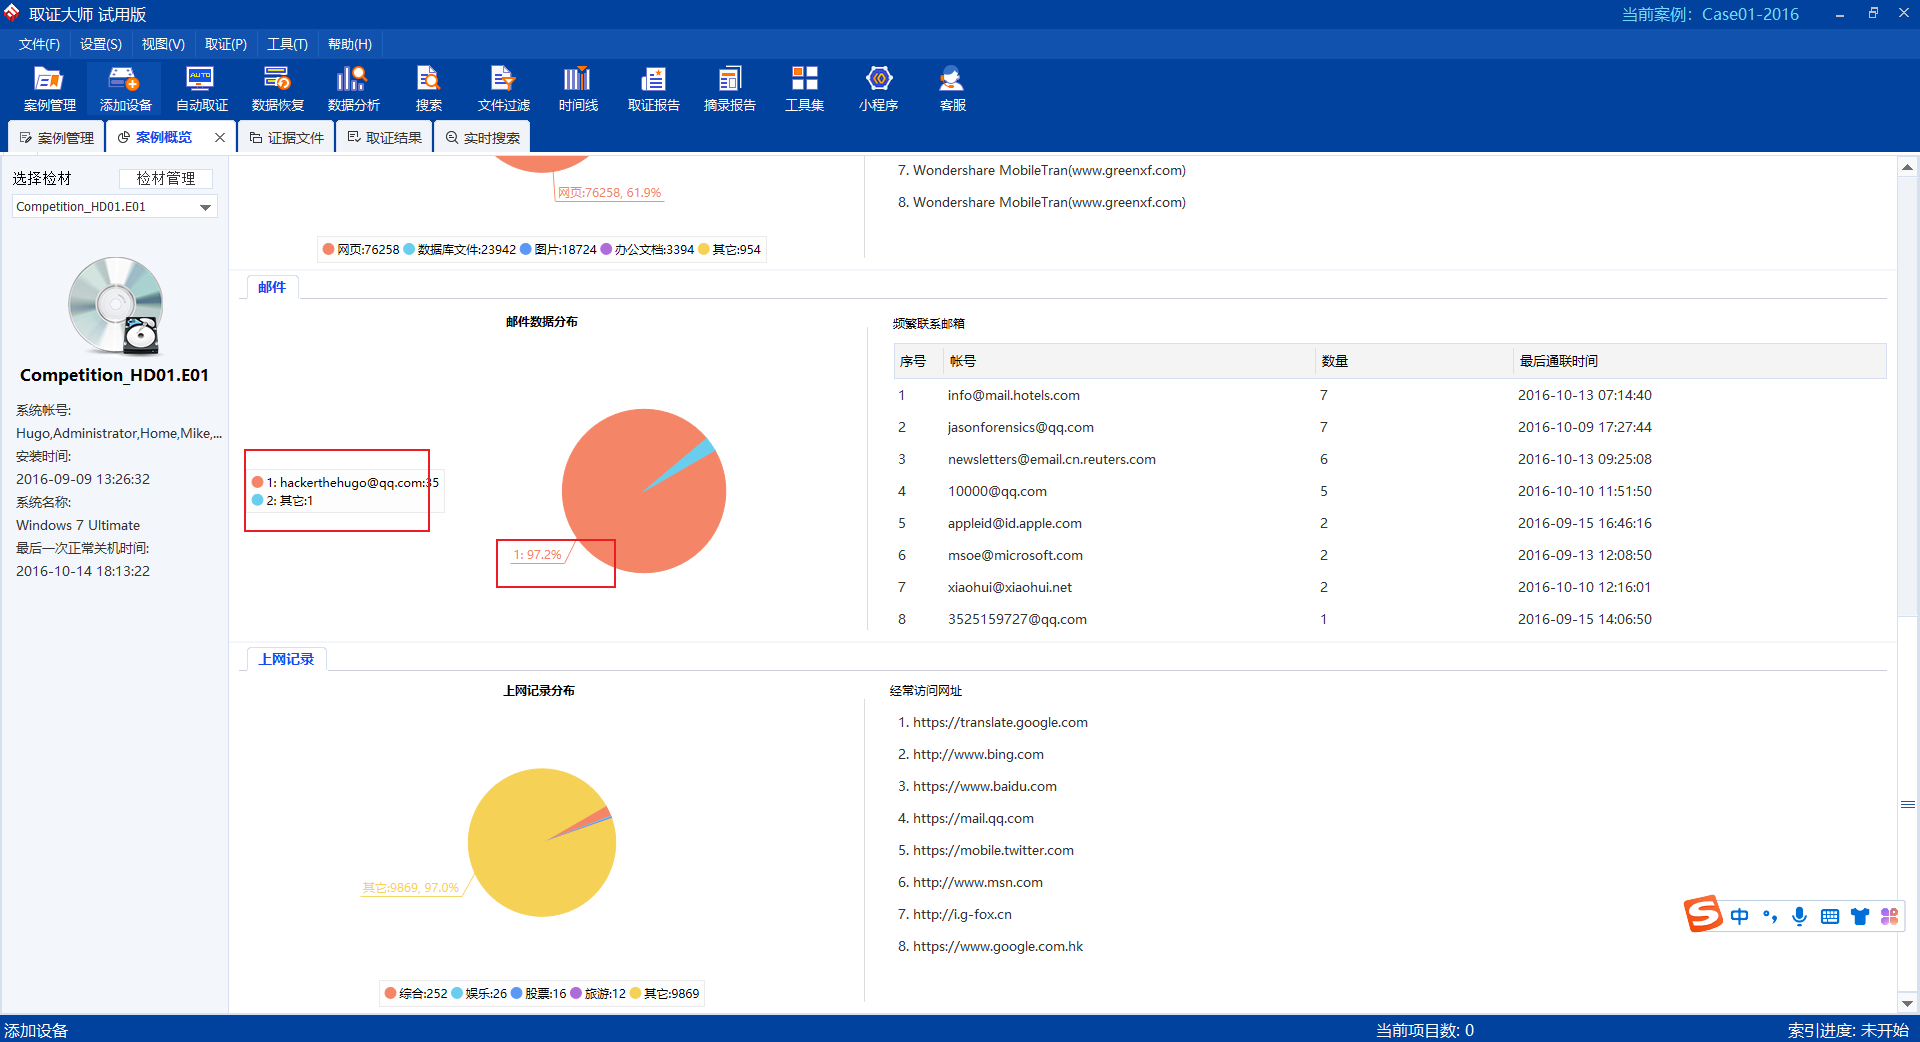 取证大师 试用版
当前案例：Case01-2016
文件(F) 设置(S) 视图(V) 取证(P) 工具(T) 帮助(H)
案例管理 添加设备 自动取证 数据恢复 数据分析 搜索 文件过滤 时间线 取证报告 摘录报告 工具集 小程序 客服
案例管理 案例概览 证据文件 取证结果 实时搜索
选择检材 检材管理
Competition_HD01.E01
Competition_HD01.E01
系统帐号:
Hugo,Administrator,Home,Mike,...
安装时间:
2016-09-09 13:26:32
系统名称:
Windows 7 Ultimate
最后一次正常关机时间:
2016-10-14 18:13:22
网页:76258, 61.9%
网页:76258 数据库文件:23942 图片:18724 办公文档:3394 其它:954
7. Wondershare MobileTran(www.greenxf.com)
8. Wondershare MobileTran(www.greenxf.com)
邮件
邮件数据分布
1: hackerthehugo@qq.com:35
2: 其它:1
1: 97.2%
频繁联系邮箱
序号 帐号 数量 最后通联时间
1 info@mail.hotels.com 7 2016-10-13 07:14:40
2 jasonforensics@qq.com 7 2016-10-09 17:27:44
3 newsletters@email.cn.reuters.com 6 2016-10-13 09:25:08
4 10000@qq.com 5 2016-10-10 11:51:50
5 appleid@id.apple.com 2 2016-09-15 16:46:16
6 msoe@microsoft.com 2 2016-09-13 12:08:50
7 xiaohui@xiaohui.net 2 2016-10-10 12:16:01
8 3525159727@qq.com 1 2016-09-15 14:06:50
上网记录
上网记录分布
其它:9869, 97.0%
综合:252 娱乐:26 股票:16 旅游:12 其它:9869
经常访问网址
1. https://translate.google.com
2. http://www.bing.com
3. https://www.baidu.com
4. https://mail.qq.com
5. https://mobile.twitter.com
6. http://www.msn.com
7. http://i.g-fox.cn
8. https://www.google.com.hk
S 中
添加设备
当前项目数: 0
索引进度: 未开始
AUTO